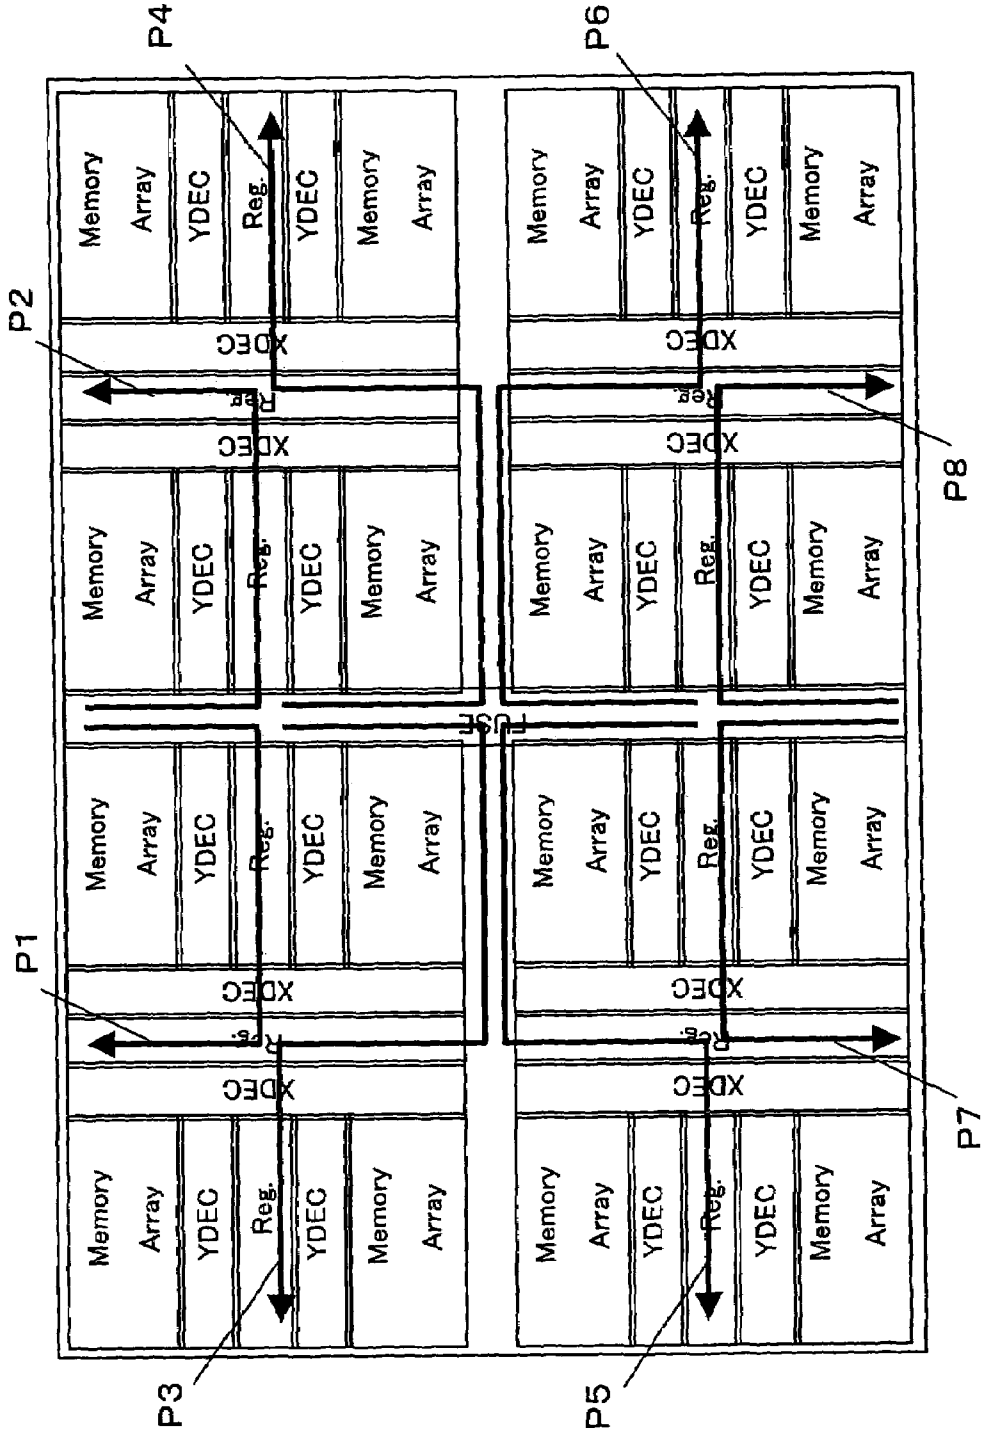 P1
P2
P3
P4
Memory
Memory
Memory
Memory
Array
Array
Array
Array
YDEC
YDEC
YDEC
YDEC
Reg.
XDEC
Reg.
XDEC
Reg.
Reg.
XDEC
Reg.
XDEC
Reg.
YDEC
YDEC
YDEC
YDEC
Memory
Memory
Memory
Memory
Array
Array
Array
Array
FUSE
P5
P6
Memory
Memory
Memory
Memory
Array
Array
Array
Array
YDEC
YDEC
YDEC
YDEC
Reg.
XDEC
Reg.
XDEC
Reg.
Reg.
XDEC
Reg.
XDEC
Reg.
YDEC
YDEC
YDEC
YDEC
Memory
Memory
Memory
Memory
Array
Array
Array
Array
P7
P8